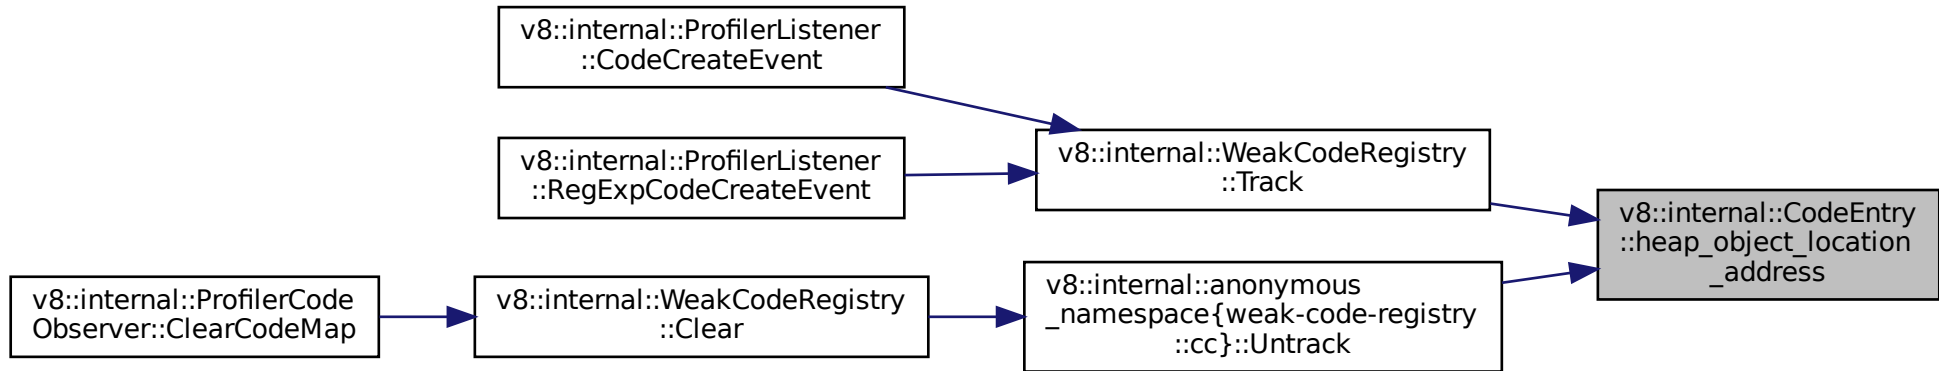 v8::internal::ProfilerListener
::CodeCreateEvent
v8::internal::ProfilerListener
::RegExpCodeCreateEvent
v8::internal::WeakCodeRegistry
::Track
v8::internal::CodeEntry
::heap_object_location
_address
v8::internal::ProfilerCode
Observer::ClearCodeMap
v8::internal::WeakCodeRegistry
::Clear
v8::internal::anonymous
_namespace{weak-code-registry
::cc}::Untrack